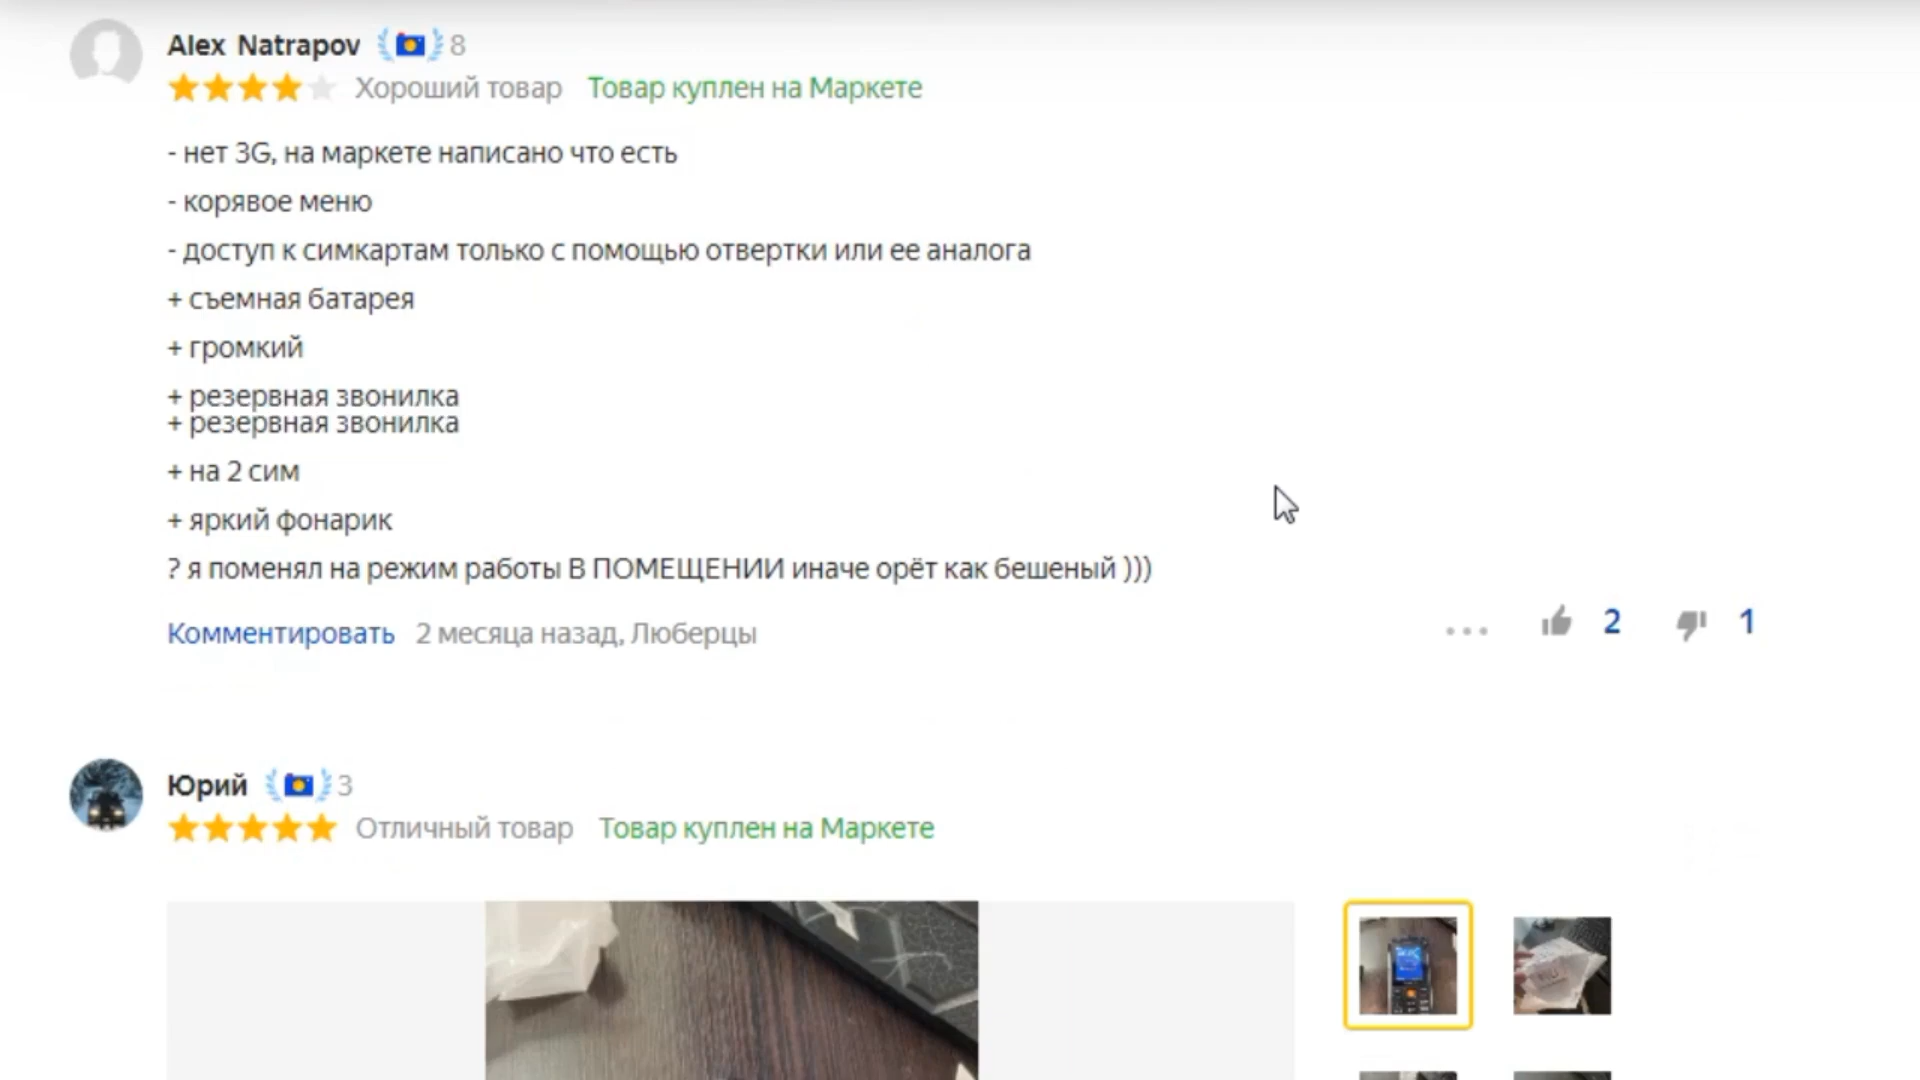 Alex Natrapov 8
Хороший товар Товар куплен на Маркете
- нет 3G, на маркете написано что есть
- корявое меню
- доступ к симкартам только с помощью отвертки или ее аналога
+ съемная батарея
+ громкий
+ резервная звонилка
+ резервная звонилка
+ на 2 сим
+ яркий фонарик
? я поменял на режим работы В ПОМЕЩЕНИИ иначе орёт как бешеный )))
Комментировать 2 месяца назад, Люберцы ... 2 1
Юрий 3
Отличный товар Товар куплен на Маркете